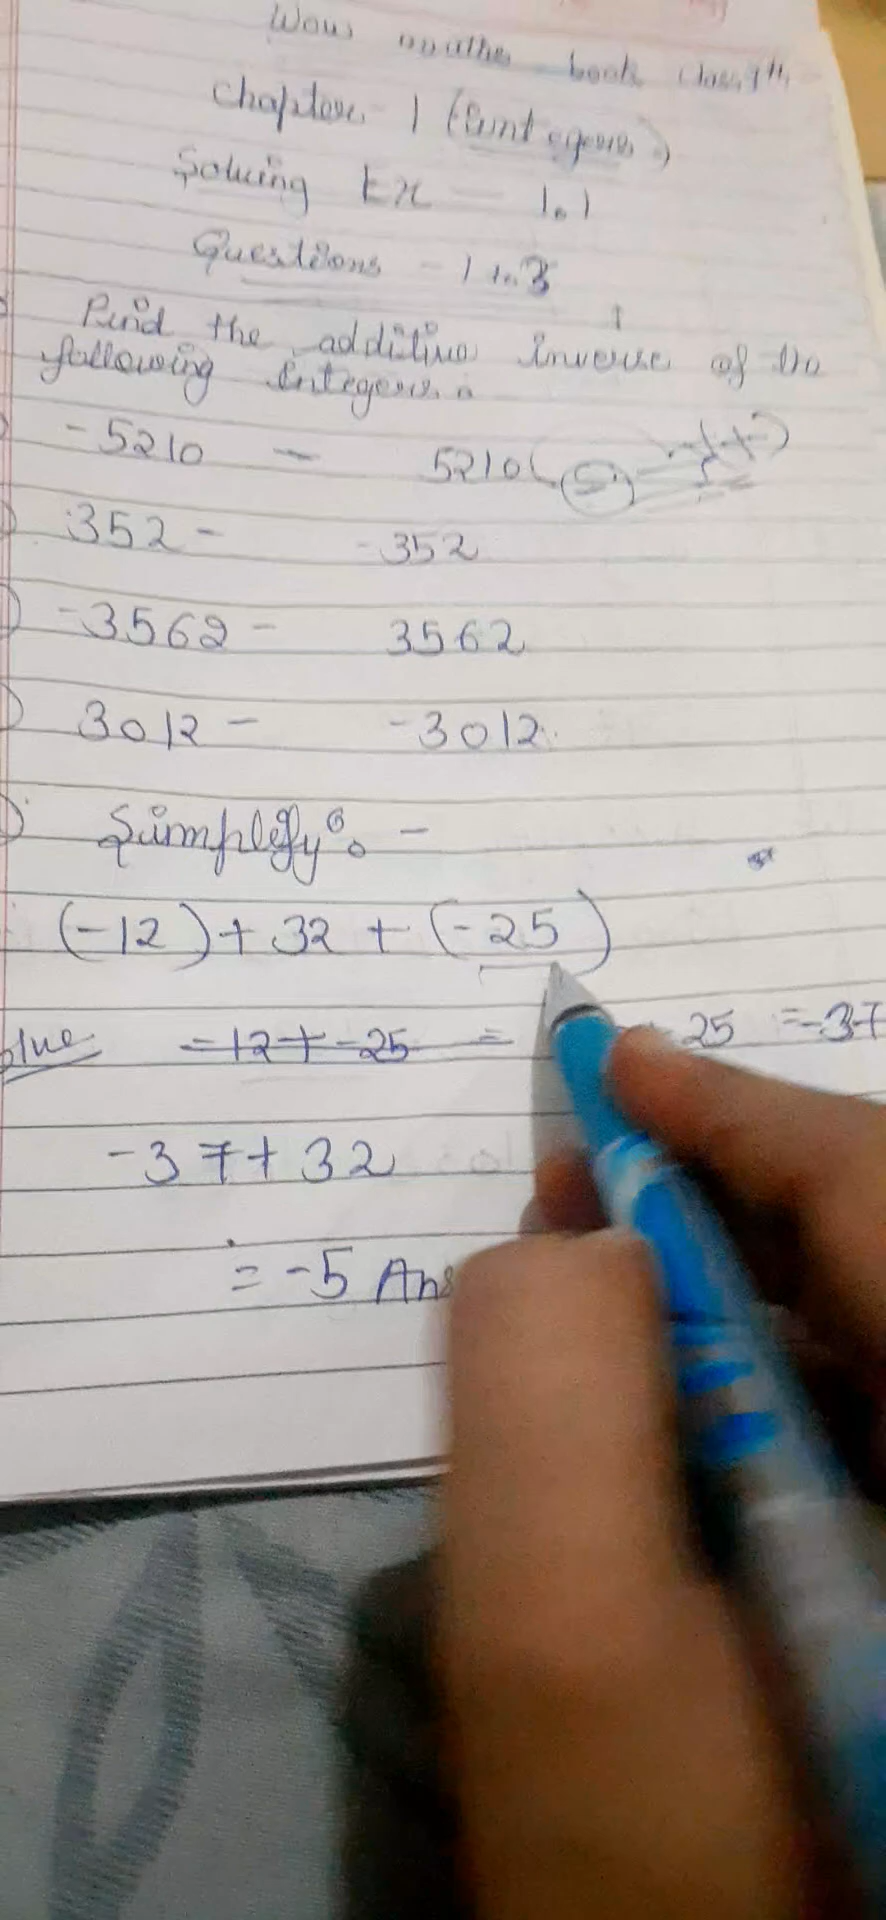 Wow maths book class 7th
Chapter - 1 (Integers)
Solving Ex - 1.1
Questions - 1 to 3
Find the additive inverse of the
following integers.
-5210 - 5210
352 - -352
-3562 - 3562
3012 - -3012
Simplify: -
(-12) + 32 + (-25)
-12 + -25 = 25 = -37
-37 + 32
= -5 Ans